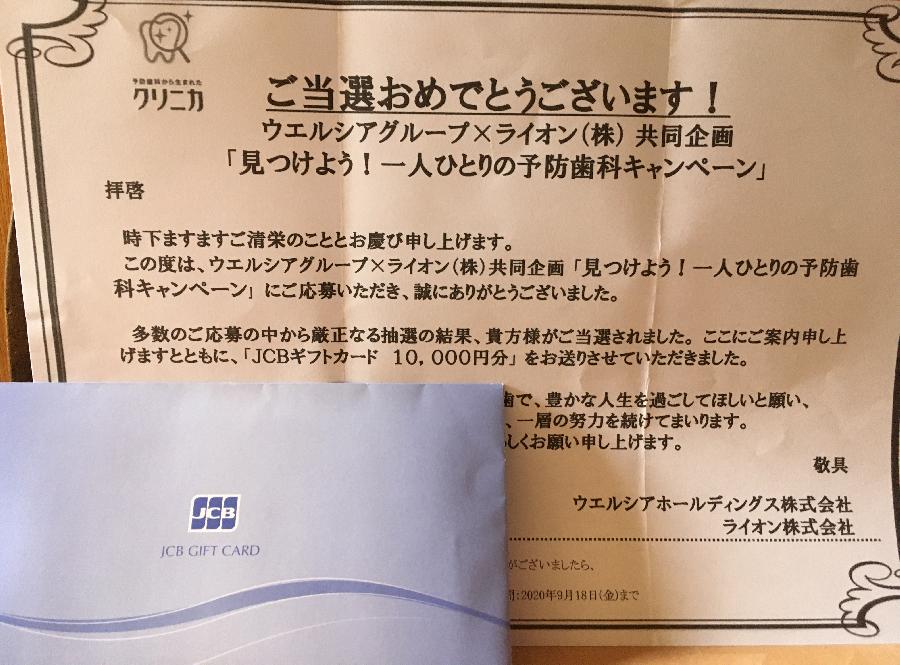 予防歯科から生まれた
クリニカ
ご当選おめでとうございます！
ウエルシアグループ×ライオン（株）共同企画
「見つけよう！一人ひとりの予防歯科キャンペーン」
拝啓
時下ますますご清栄のこととお慶び申し上げます。
この度は、ウエルシアグループ×ライオン（株）共同企画「見つけよう！一人ひとりの予防歯
科キャンペーン」にご応募いただき、誠にありがとうございました。
多数のご応募の中から厳正なる抽選の結果、貴方様がご当選されました。ここにご案内申し上
げますとともに、「JCBギフトカード　10，000円分」をお送りさせていただきました。
歯で、豊かな人生を過ごしてほしいと願い、
、一層の努力を続けてまいります。
しくお願い申し上げます。
敬具
ウエルシアホールディングス株式会社
ライオン株式会社
がございましたら、
:2020年9月18日(金)まで
JCB
JCB GIFT CARD